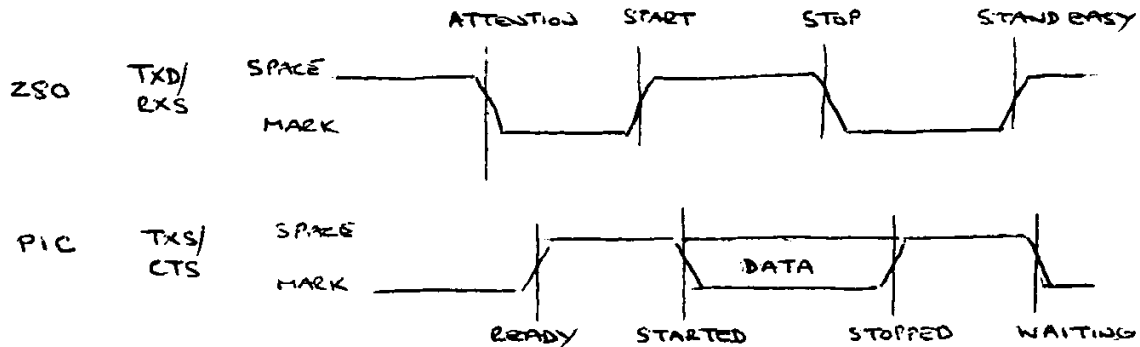 ATTENTION START STOP STAND EASY
Z80 TXD/ SPACE
RXS
MARK
PIC TXS/ SPACE
CTS
MARK
DATA
READY STARTED STOPPED WAITING